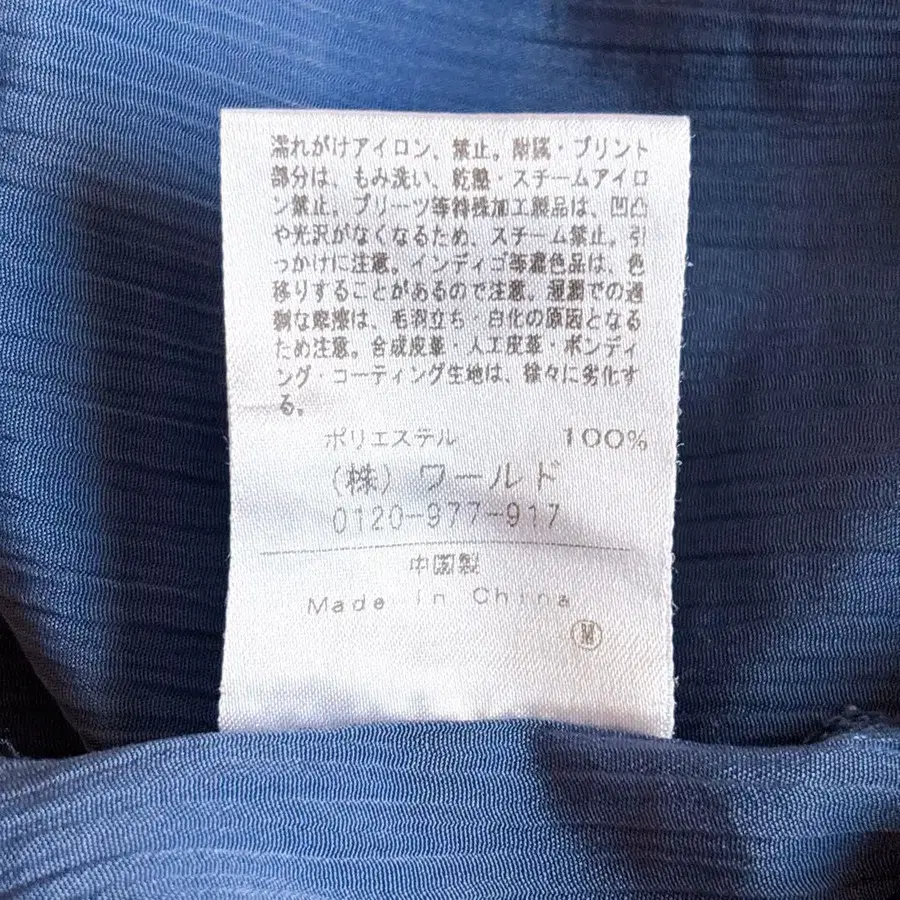 濡れがけアイロン、禁止。附属・プリント
部分は、もみ洗い、乾燥・スチームアイロ
ン禁止。プリーツ等特殊加工製品は、凹凸
や光沢がなくなるため、スチーム禁止。引
っかけに注意。インディゴ等濃色品は、色
移りすることがあるので注意。湿潤での過
剰な摩擦は、毛羽立ち・白化の原因となる
ため注意。合成皮革・人工皮革・ボンディ
ング・コーティング生地は、徐々に劣化す
る。
ポリエステル 100%
(株) ワールド
0120-977-917
中国製
Made in China
M